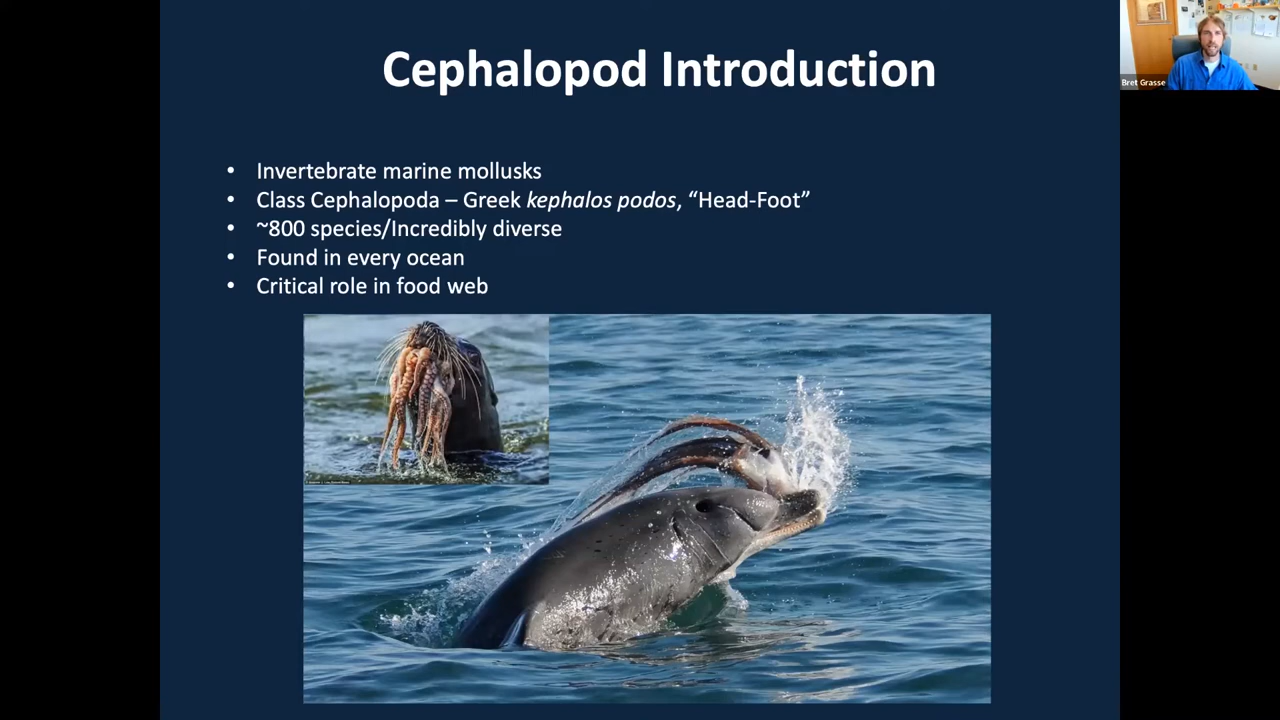 Cephalopod Introduction
Bret Grasse
• Invertebrate marine mollusks
• Class Cephalopoda – Greek kephalos podos, “Head-Foot”
• ~800 species/Incredibly diverse
• Found in every ocean
• Critical role in food web